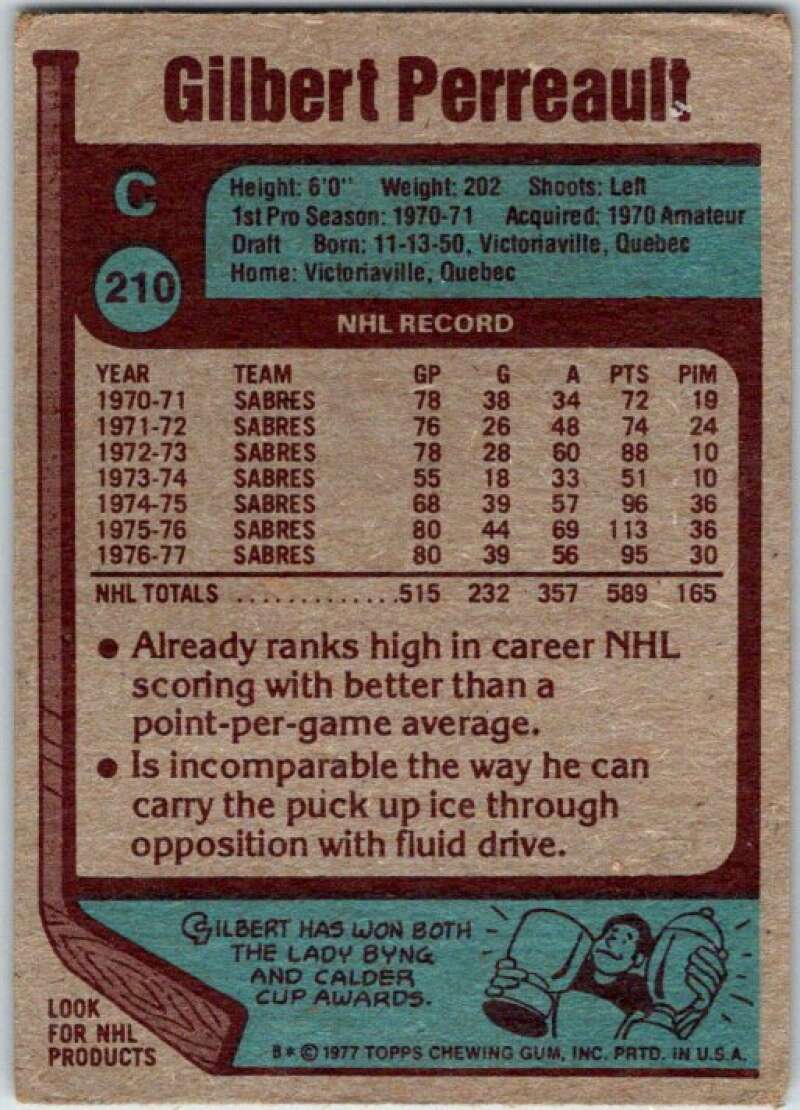 Gilbert Perreault
C
210
Height: 6'0" Weight: 202 Shoots: Left
1st Pro Season: 1970-71 Acquired: 1970 Amateur
Draft Born: 11-13-50, Victoriaville, Quebec
Home: Victoriaville, Quebec
NHL RECORD
YEAR TEAM GP G A PTS PIM
1970-71 SABRES 78 38 34 72 19
1971-72 SABRES 76 26 48 74 24
1972-73 SABRES 78 28 60 88 10
1973-74 SABRES 55 18 33 51 10
1974-75 SABRES 68 39 57 96 36
1975-76 SABRES 80 44 69 113 36
1976-77 SABRES 80 39 56 95 30
NHL TOTALS .............515 232 357 589 165
● Already ranks high in career NHL
scoring with better than a
point-per-game average.
● Is incomparable the way he can
carry the puck up ice through
opposition with fluid drive.
GILBERT HAS WON BOTH
THE LADY BYNG
AND CALDER
CUP AWARDS.
LOOK
FOR NHL
PRODUCTS
B * © 1977 TOPPS CHEWING GUM, INC. PRTD. IN U.S.A.